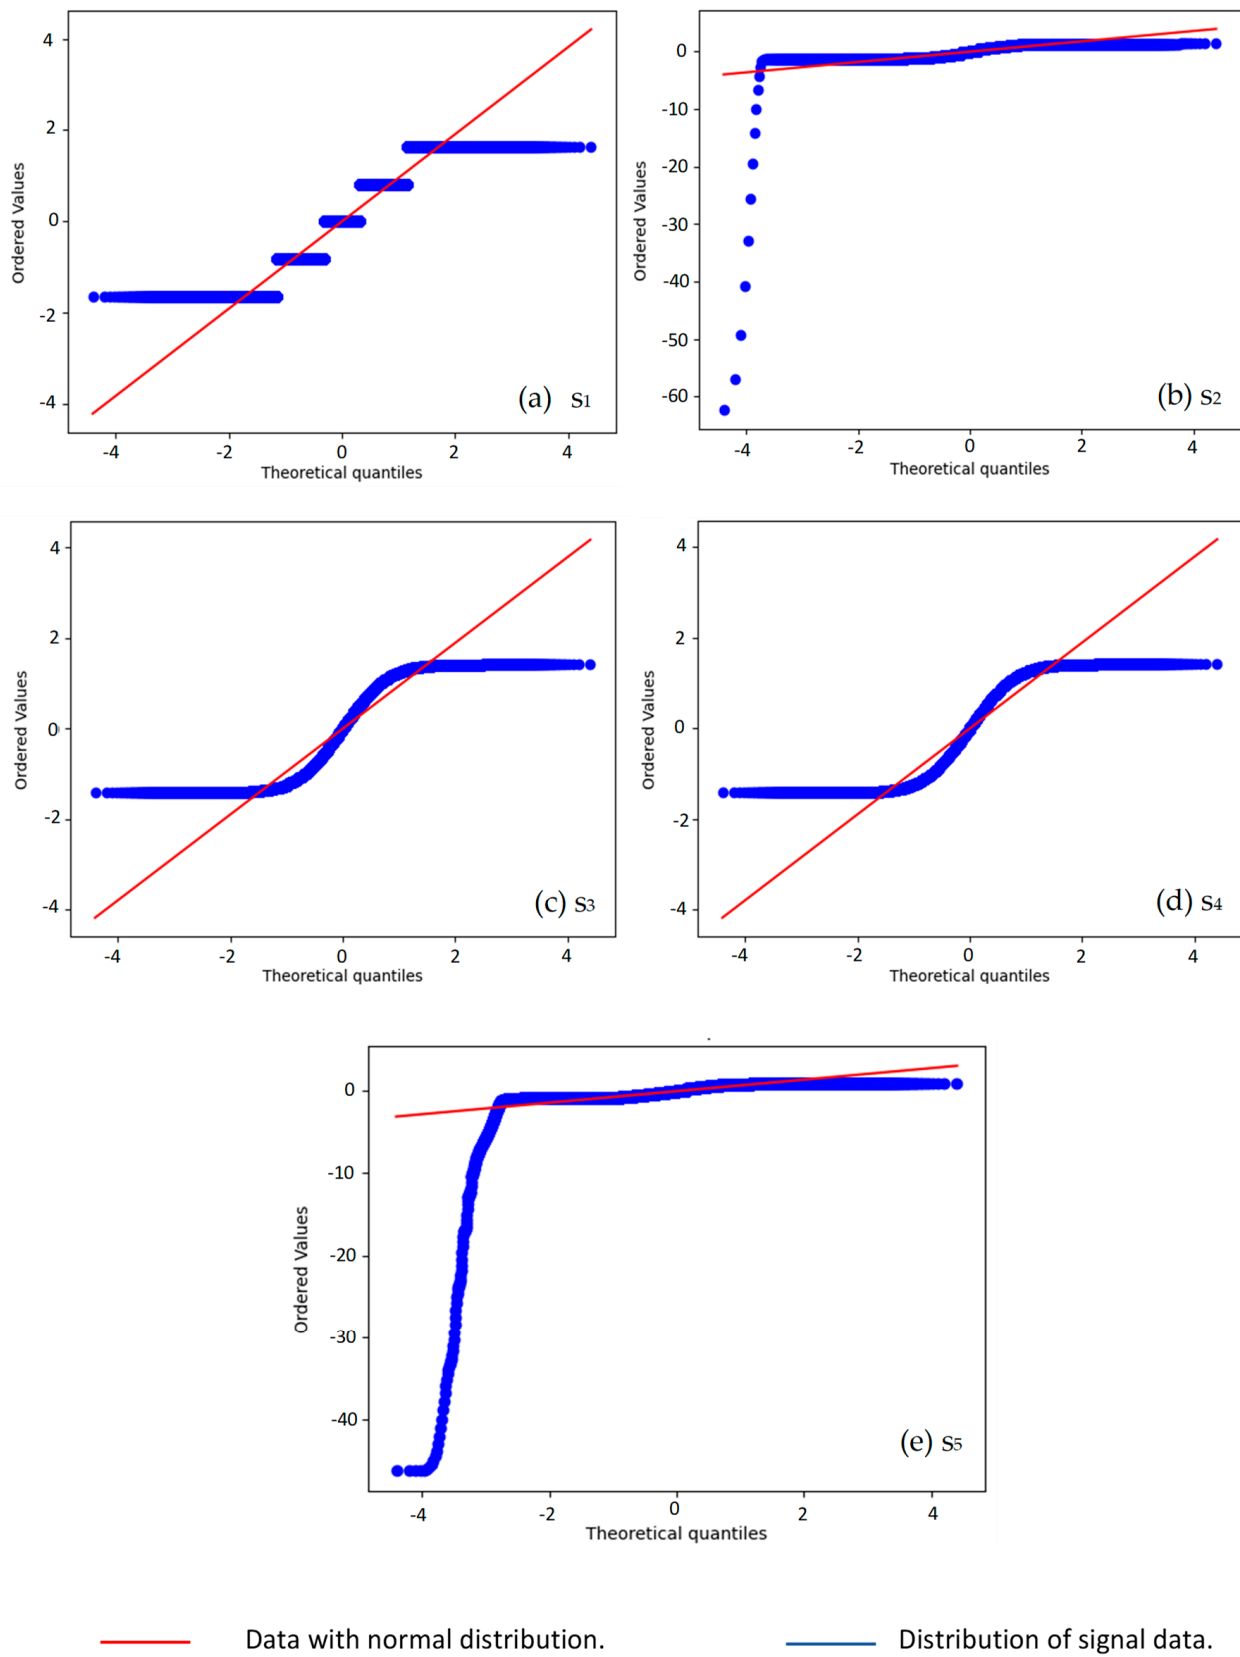 4
2
0
-2
-4
Ordered Values
-4 -2 0 2 4
Theoretical quantiles
(a) s1
0
-10
-20
-30
-40
-50
-60
Ordered Values
-4 -2 0 2 4
Theoretical quantiles
(b) s2
4
2
0
-2
-4
Ordered Values
-4 -2 0 2 4
Theoretical quantiles
(c) s3
4
2
0
-2
-4
Ordered Values
-4 -2 0 2 4
Theoretical quantiles
(d) s4
0
-10
-20
-30
-40
Ordered Values
-4 -2 0 2 4
Theoretical quantiles
(e) s5
Data with normal distribution.
Distribution of signal data.